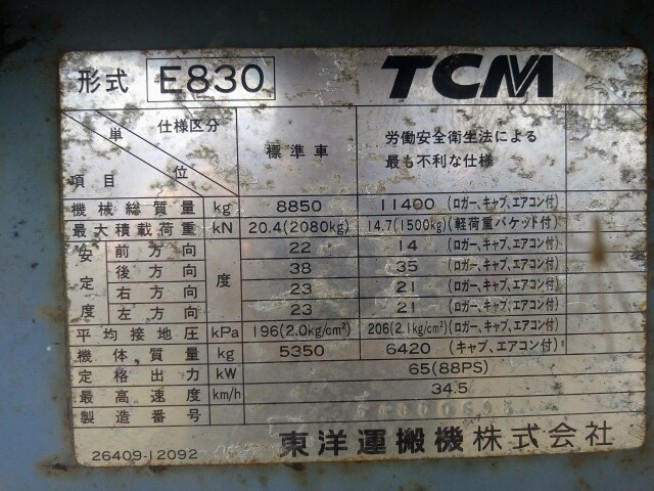 形式 E830 TCM
単 仕様区分
標準車 労働安全衛生法による
最も不利な仕様
項目 位
機械総質量 kg 8850 11400 (ロガー、キャブ、エアコン付)
最大積載荷重 kN 20.4(2080kg) 14.7(1500kg)(軽荷重バケット付)
安定度 前方向 度 22 14 (ロガー、キャブ、エアコン付)
後方向 38 35 (ロガー、キャブ、エアコン付)
右方向 23 21 (ロガー、キャブ、エアコン付)
左方向 23 21 (ロガー、キャブ、エアコン付)
平均接地圧 kPa 196(2.0kg/cm²) 206(2.1kg/cm²)(ロガー、キャブ、エアコン付)
機体質量 kg 5350 6420 (キャブ、エアコン付)
定格出力 kW 65(88PS)
最高速度 km/h 34.5
製造番号
26409-12092 東洋運搬機株式会社